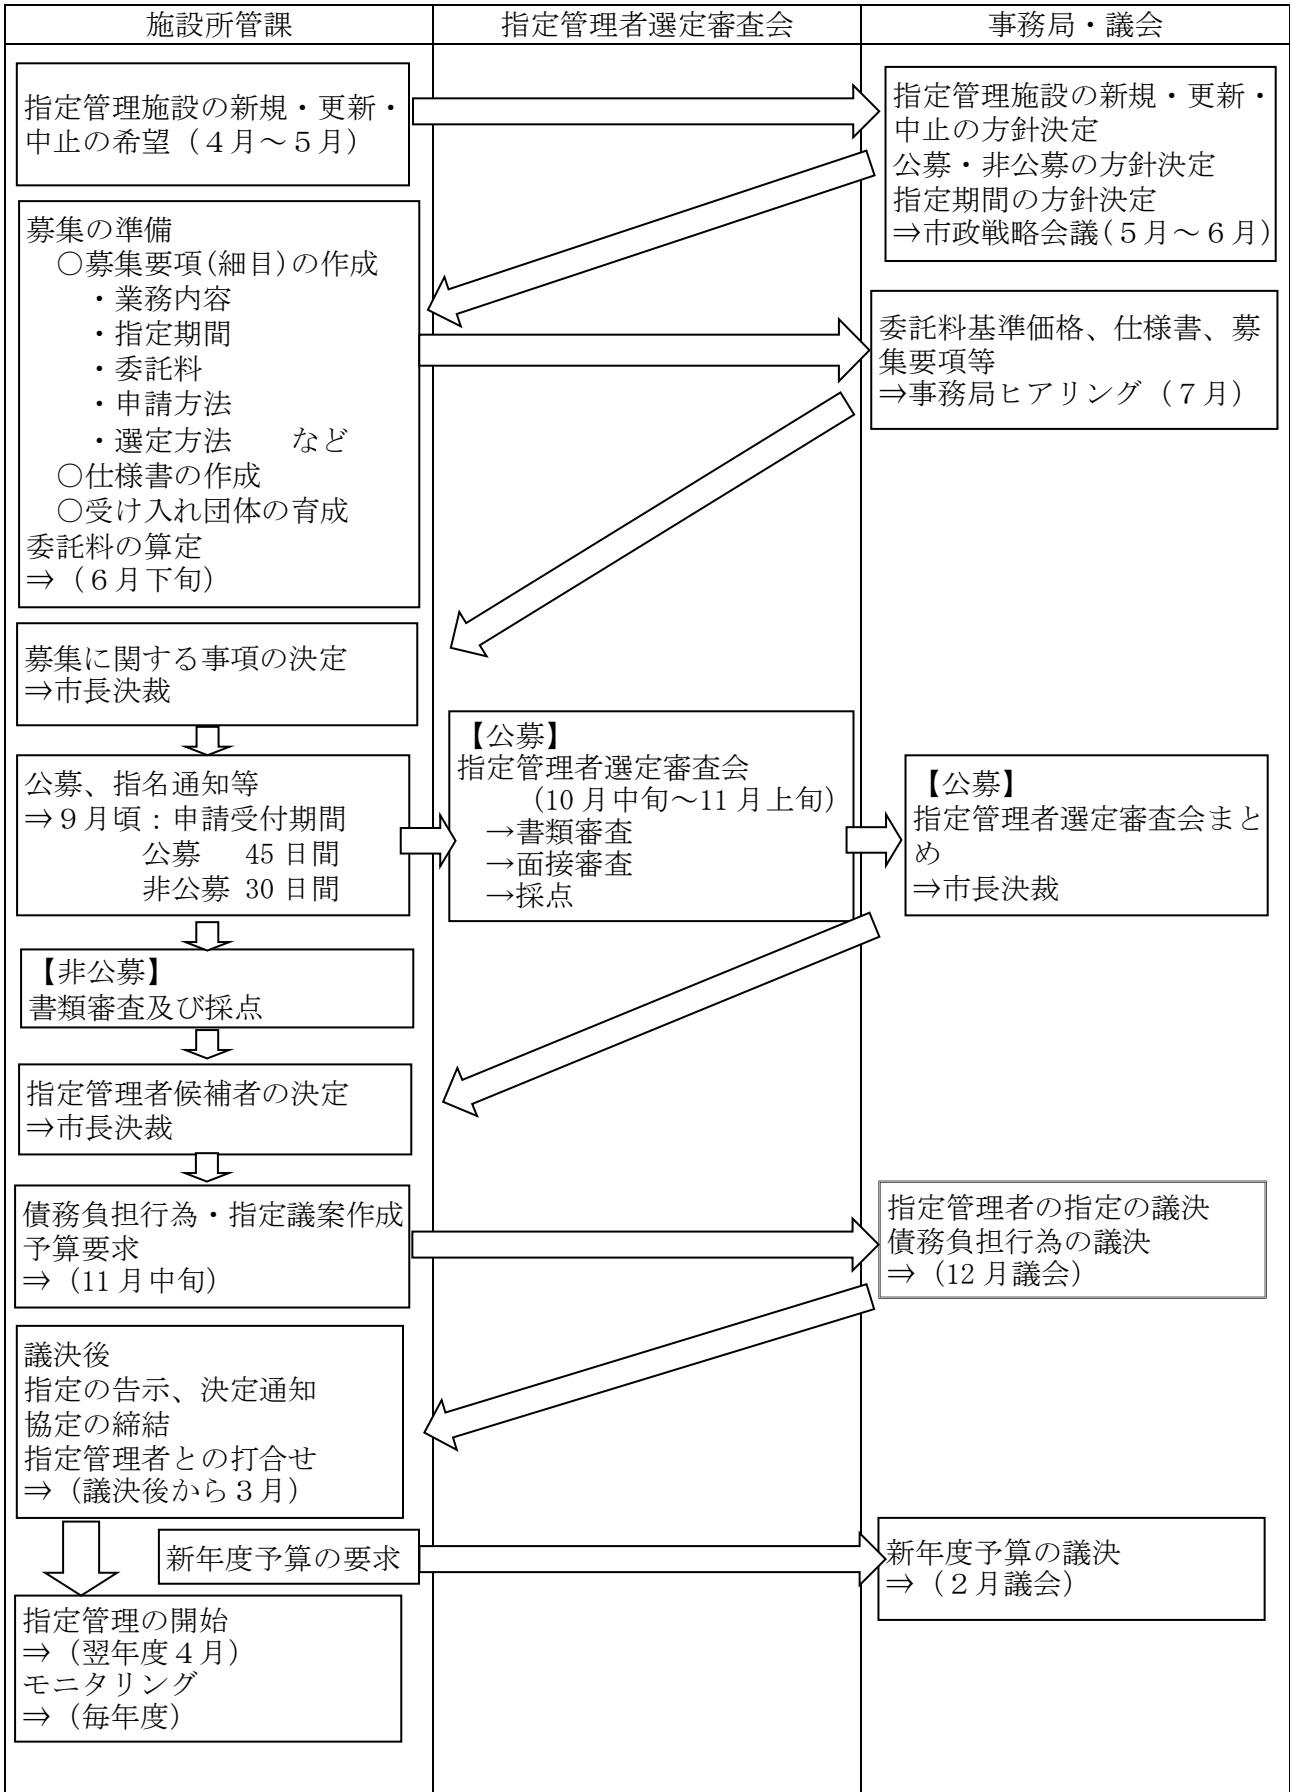 施設所管課
指定管理者選定審査会
事務局・議会
指定管理施設の新規・更新・
中止の希望（４月～５月）
指定管理施設の新規・更新・
中止の方針決定
公募・非公募の方針決定
指定期間の方針決定
⇒市政戦略会議(５月～６月)
募集の準備
○募集要項(細目)の作成
・業務内容
・指定期間
・委託料
・申請方法
・選定方法　　など
○仕様書の作成
○受け入れ団体の育成
委託料の算定
⇒（６月下旬）
委託料基準価格、仕様書、募
集要項等
⇒事務局ヒアリング（７月）
募集に関する事項の決定
⇒市長決裁
公募、指名通知等
⇒９月頃：申請受付期間
公募　　45日間
非公募 30日間
【公募】
指定管理者選定審査会
（10月中旬～11月上旬）
→書類審査
→面接審査
→採点
【公募】
指定管理者選定審査会まと
め
⇒市長決裁
【非公募】
書類審査及び採点
指定管理者候補者の決定
⇒市長決裁
債務負担行為・指定議案作成
予算要求
⇒（11月中旬）
指定管理者の指定の議決
債務負担行為の議決
⇒（12月議会）
議決後
指定の告示、決定通知
協定の締結
指定管理者との打合せ
⇒（議決後から３月）
新年度予算の要求
新年度予算の議決
⇒（２月議会）
指定管理の開始
⇒（翌年度４月）
モニタリング
⇒（毎年度）